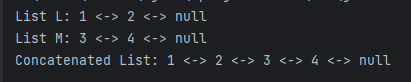 List L: 1 <-> 2 <-> null
List M: 3 <-> 4 <-> null
Concatenated List: 1 <-> 2 <-> 3 <-> 4 <-> null